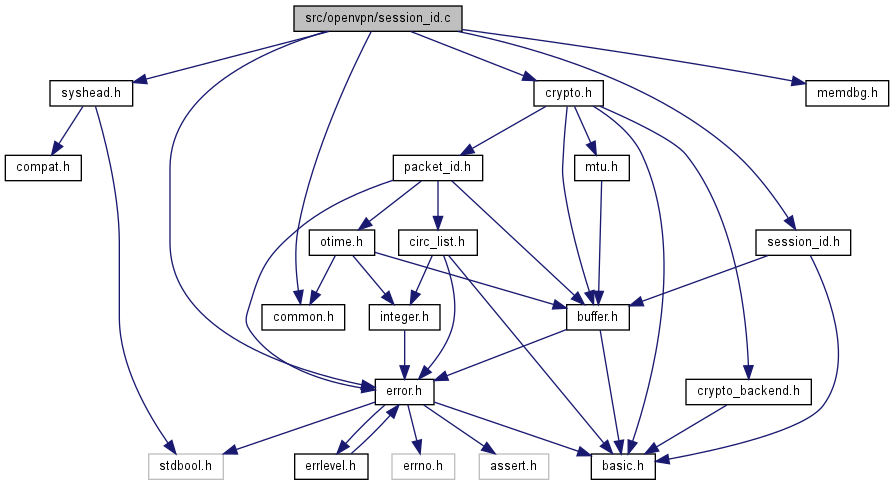 src/openvpn/session_id.c
syshead.h
crypto.h
memdbg.h
compat.h
packet_id.h
mtu.h
otime.h
circ_list.h
session_id.h
common.h
integer.h
buffer.h
error.h
crypto_backend.h
stdbool.h
errlevel.h
errno.h
assert.h
basic.h